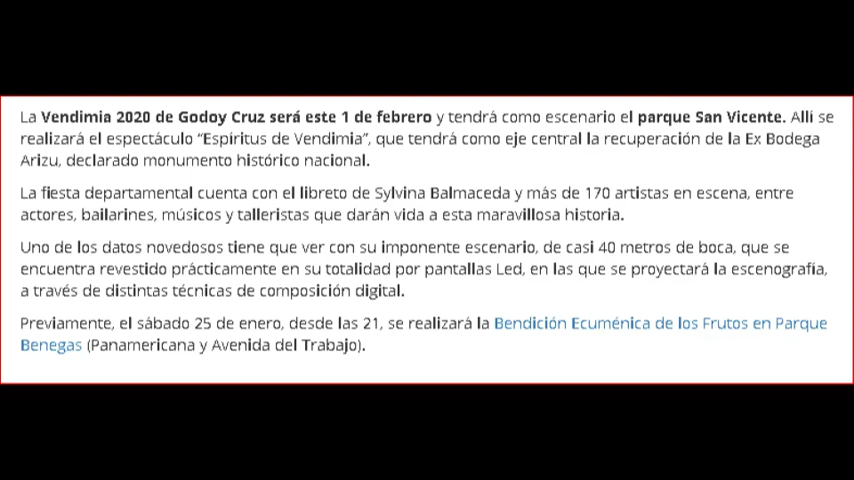 La Vendimia 2020 de Godoy Cruz será este 1 de febrero y tendrá como escenario el parque San Vicente. Allí se
realizará el espectáculo “Espíritus de Vendimia”, que tendrá como eje central la recuperación de la Ex Bodega
Arizu, declarado monumento histórico nacional.
La fiesta departamental cuenta con el libreto de Sylvina Balmaceda y más de 170 artistas en escena, entre
actores, bailarines, músicos y talleristas que darán vida a esta maravillosa historia.
Uno de los datos novedosos tiene que ver con su imponente escenario, de casi 40 metros de boca, que se
encuentra revestido prácticamente en su totalidad por pantallas Led, en las que se proyectará la escenografía,
a través de distintas técnicas de composición digital.
Previamente, el sábado 25 de enero, desde las 21, se realizará la Bendición Ecuménica de los Frutos en Parque
Benegas (Panamericana y Avenida del Trabajo).